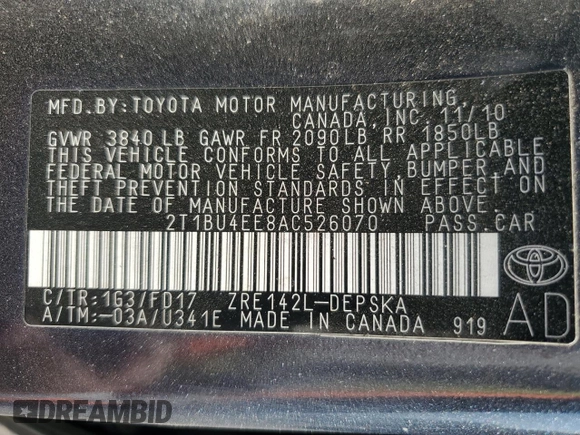 MFD.BY:TOYOTA MOTOR MANUFACTURING,
CANADA,INC.11/10
GVWR 3840 LB GAWR FR 2090LB RR 1850LB
THIS VEHICLE CONFORMS TO ALL APPLICABLE
FEDERAL MOTOR VEHICLE SAFETY,BUMPER,AND
THEFT PREVENTION STANDARDS IN EFFECT ON
THE DATE OF MANUFACTURE SHOWN ABOVE.
2T1BU4EE8AC526070 PASS.CAR
C/TR:1G3/FD17 ZRE142L-DEPSKA
A/TM:-03A/U341E MADE IN CANADA 919
AD
DREAMBID